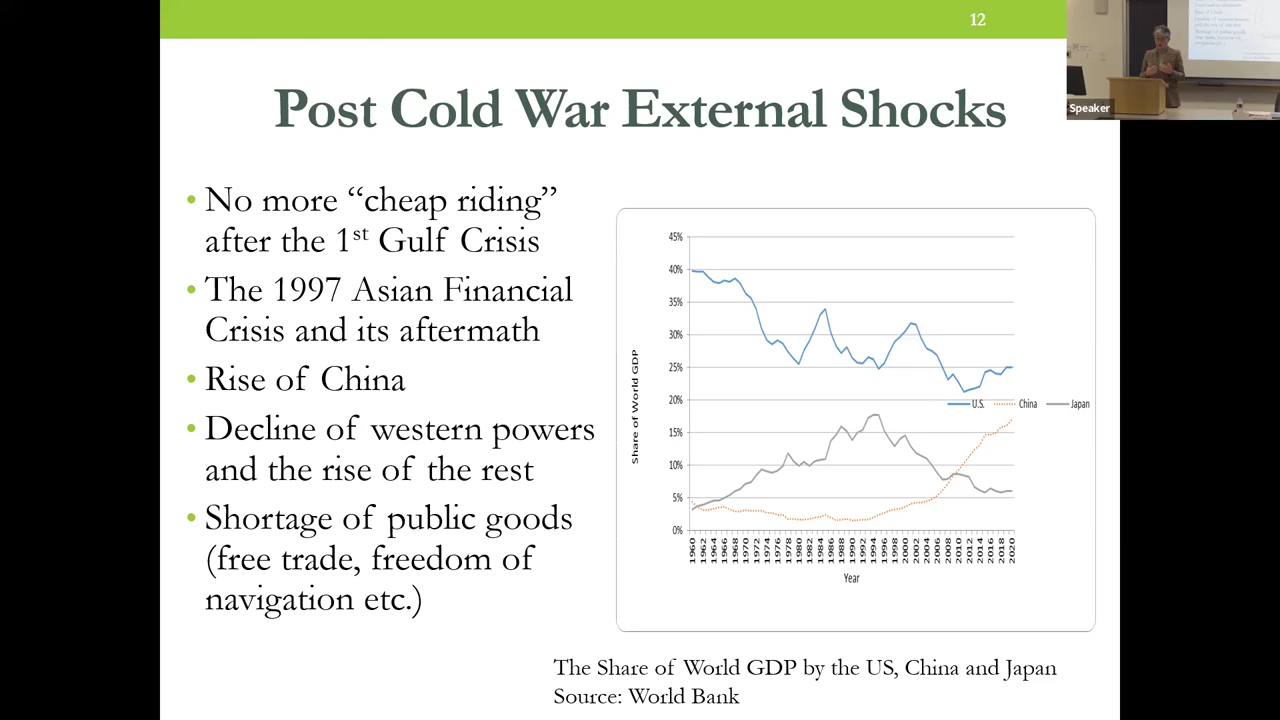 12
Speaker
Post Cold War External Shocks
• No more “cheap riding”
after the 1st Gulf Crisis
• The 1997 Asian Financial
Crisis and its aftermath
• Rise of China
• Decline of western powers
and the rise of the rest
• Shortage of public goods
(free trade, freedom of
navigation etc.)
Share of World GDP
45%
40%
35%
30%
25%
20%
15%
10%
5%
0%
U.S. China Japan
1960 1962 1964 1966 1968 1970 1972 1974 1976 1978 1980 1982 1984 1986 1988 1990 1992 1994 1996 1998 2000 2002 2004 2006 2008 2010 2012 2014 2016 2018 2020
Year
The Share of World GDP by the US, China and Japan
Source: World Bank